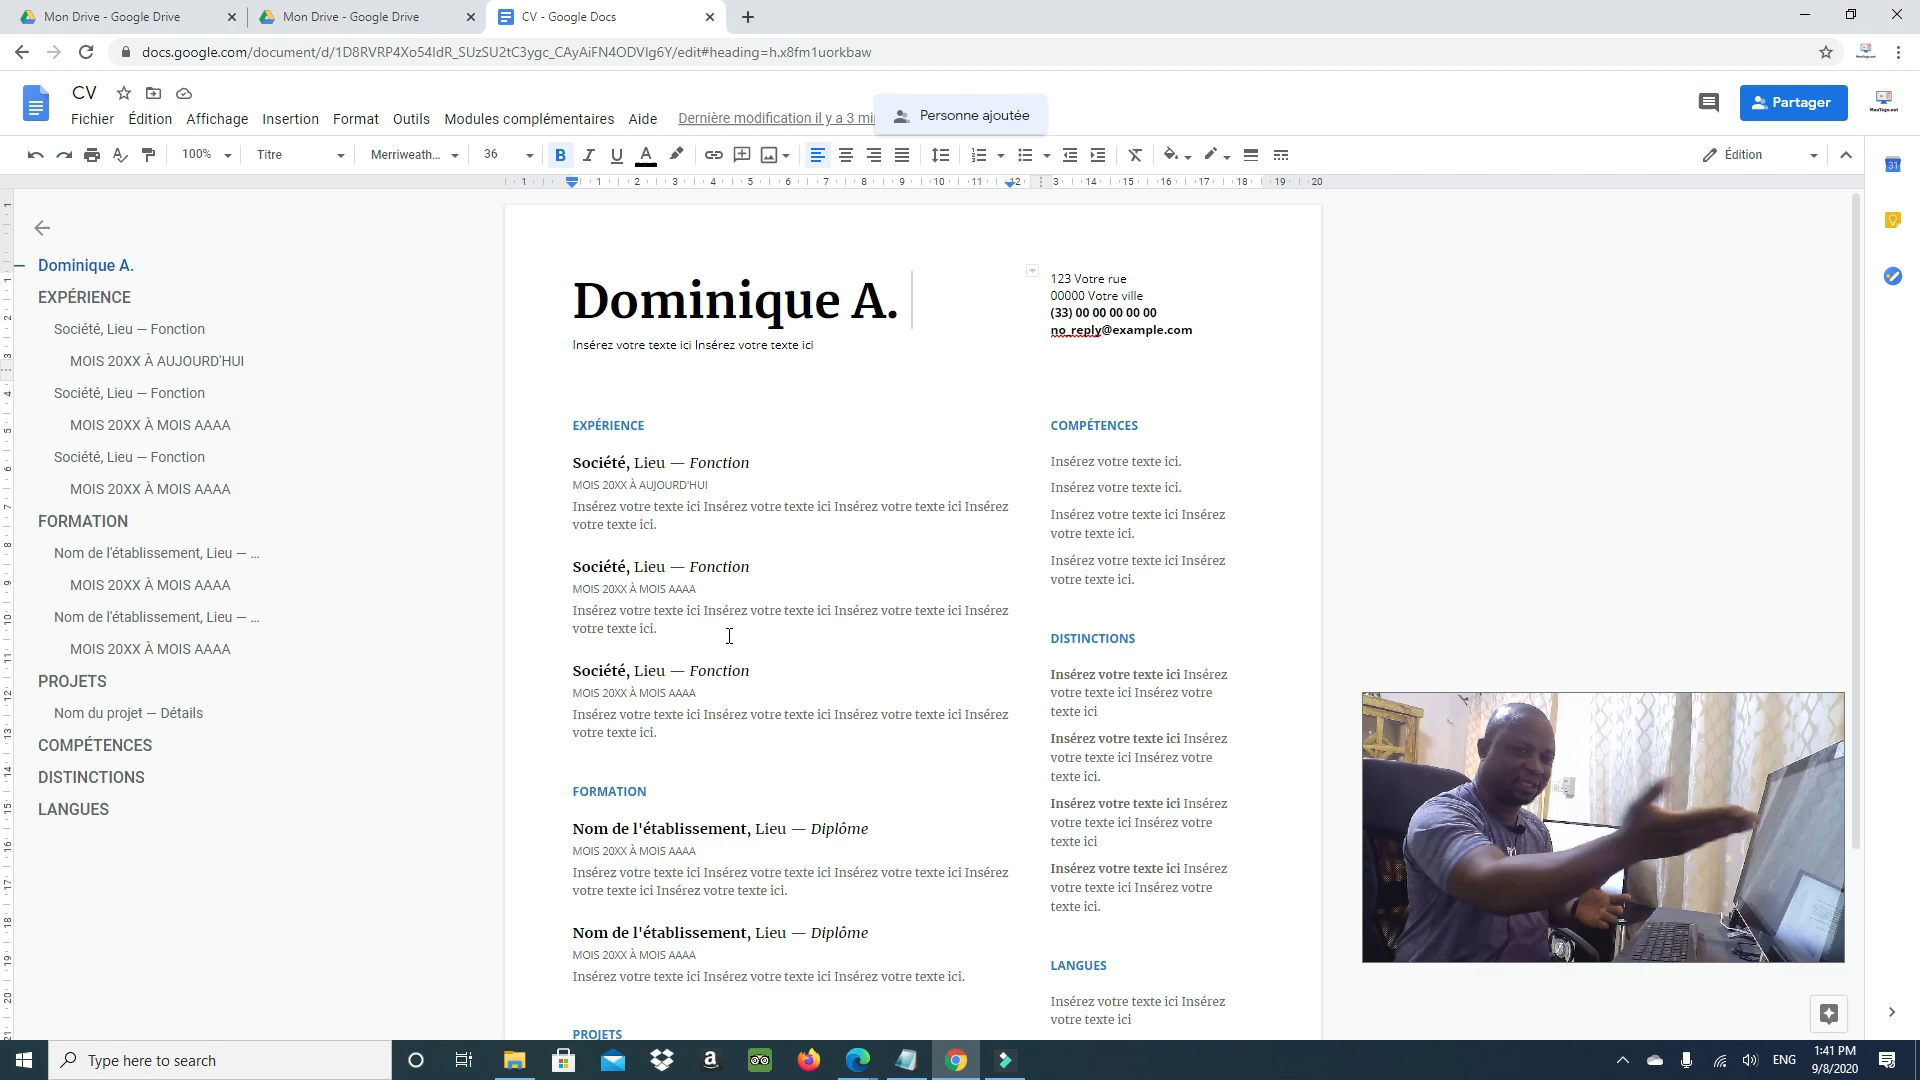 Mon Drive - Google Drive
Mon Drive - Google Drive
CV - Google Docs
docs.google.com/document/d/1D8RVRP4Xo54IdR_SUzSU2tC3ygc_CAyAiFN4ODVIg6Y/edit#heading=h.x8fm1uorkbaw
CV
Partager
Fichier Édition Affichage Insertion Format Outils Modules complémentaires Aide Dernière modification il y a 3 mi
Personne ajoutée
100% Titre Merriweath... 36 Édition
Dominique A.
EXPÉRIENCE
Société, Lieu — Fonction
MOIS 20XX À AUJOURD'HUI
Société, Lieu — Fonction
MOIS 20XX À MOIS AAAA
Société, Lieu — Fonction
MOIS 20XX À MOIS AAAA
FORMATION
Nom de l'établissement, Lieu — ...
MOIS 20XX À MOIS AAAA
Nom de l'établissement, Lieu — ...
MOIS 20XX À MOIS AAAA
PROJETS
Nom du projet — Détails
COMPÉTENCES
DISTINCTIONS
LANGUES
Dominique A.
Insérez votre texte ici Insérez votre texte ici
123 Votre rue
00000 Votre ville
(33) 00 00 00 00 00
no_reply@example.com
EXPÉRIENCE
Société, Lieu — Fonction
MOIS 20XX À AUJOURD'HUI
Insérez votre texte ici Insérez votre texte ici Insérez votre texte ici Insérez
votre texte ici.
Société, Lieu — Fonction
MOIS 20XX À MOIS AAAA
Insérez votre texte ici Insérez votre texte ici Insérez votre texte ici Insérez
votre texte ici.
Société, Lieu — Fonction
MOIS 20XX À MOIS AAAA
Insérez votre texte ici Insérez votre texte ici Insérez votre texte ici Insérez
votre texte ici.
FORMATION
Nom de l'établissement, Lieu — Diplôme
MOIS 20XX À MOIS AAAA
Insérez votre texte ici Insérez votre texte ici Insérez votre texte ici Insérez
votre texte ici Insérez votre texte ici.
Nom de l'établissement, Lieu — Diplôme
MOIS 20XX À MOIS AAAA
Insérez votre texte ici Insérez votre texte ici Insérez votre texte ici.
PROJETS
COMPÉTENCES
Insérez votre texte ici.
Insérez votre texte ici.
Insérez votre texte ici Insérez
votre texte ici.
Insérez votre texte ici Insérez
votre texte ici.
DISTINCTIONS
Insérez votre texte ici Insérez
votre texte ici Insérez votre
texte ici
Insérez votre texte ici Insérez
votre texte ici Insérez votre
texte ici.
Insérez votre texte ici Insérez
votre texte ici Insérez votre
texte ici
Insérez votre texte ici Insérez
votre texte ici Insérez votre
texte ici.
LANGUES
Insérez votre texte ici Insérez
votre texte ici
Type here to search
ENG
1:41 PM
9/8/2020